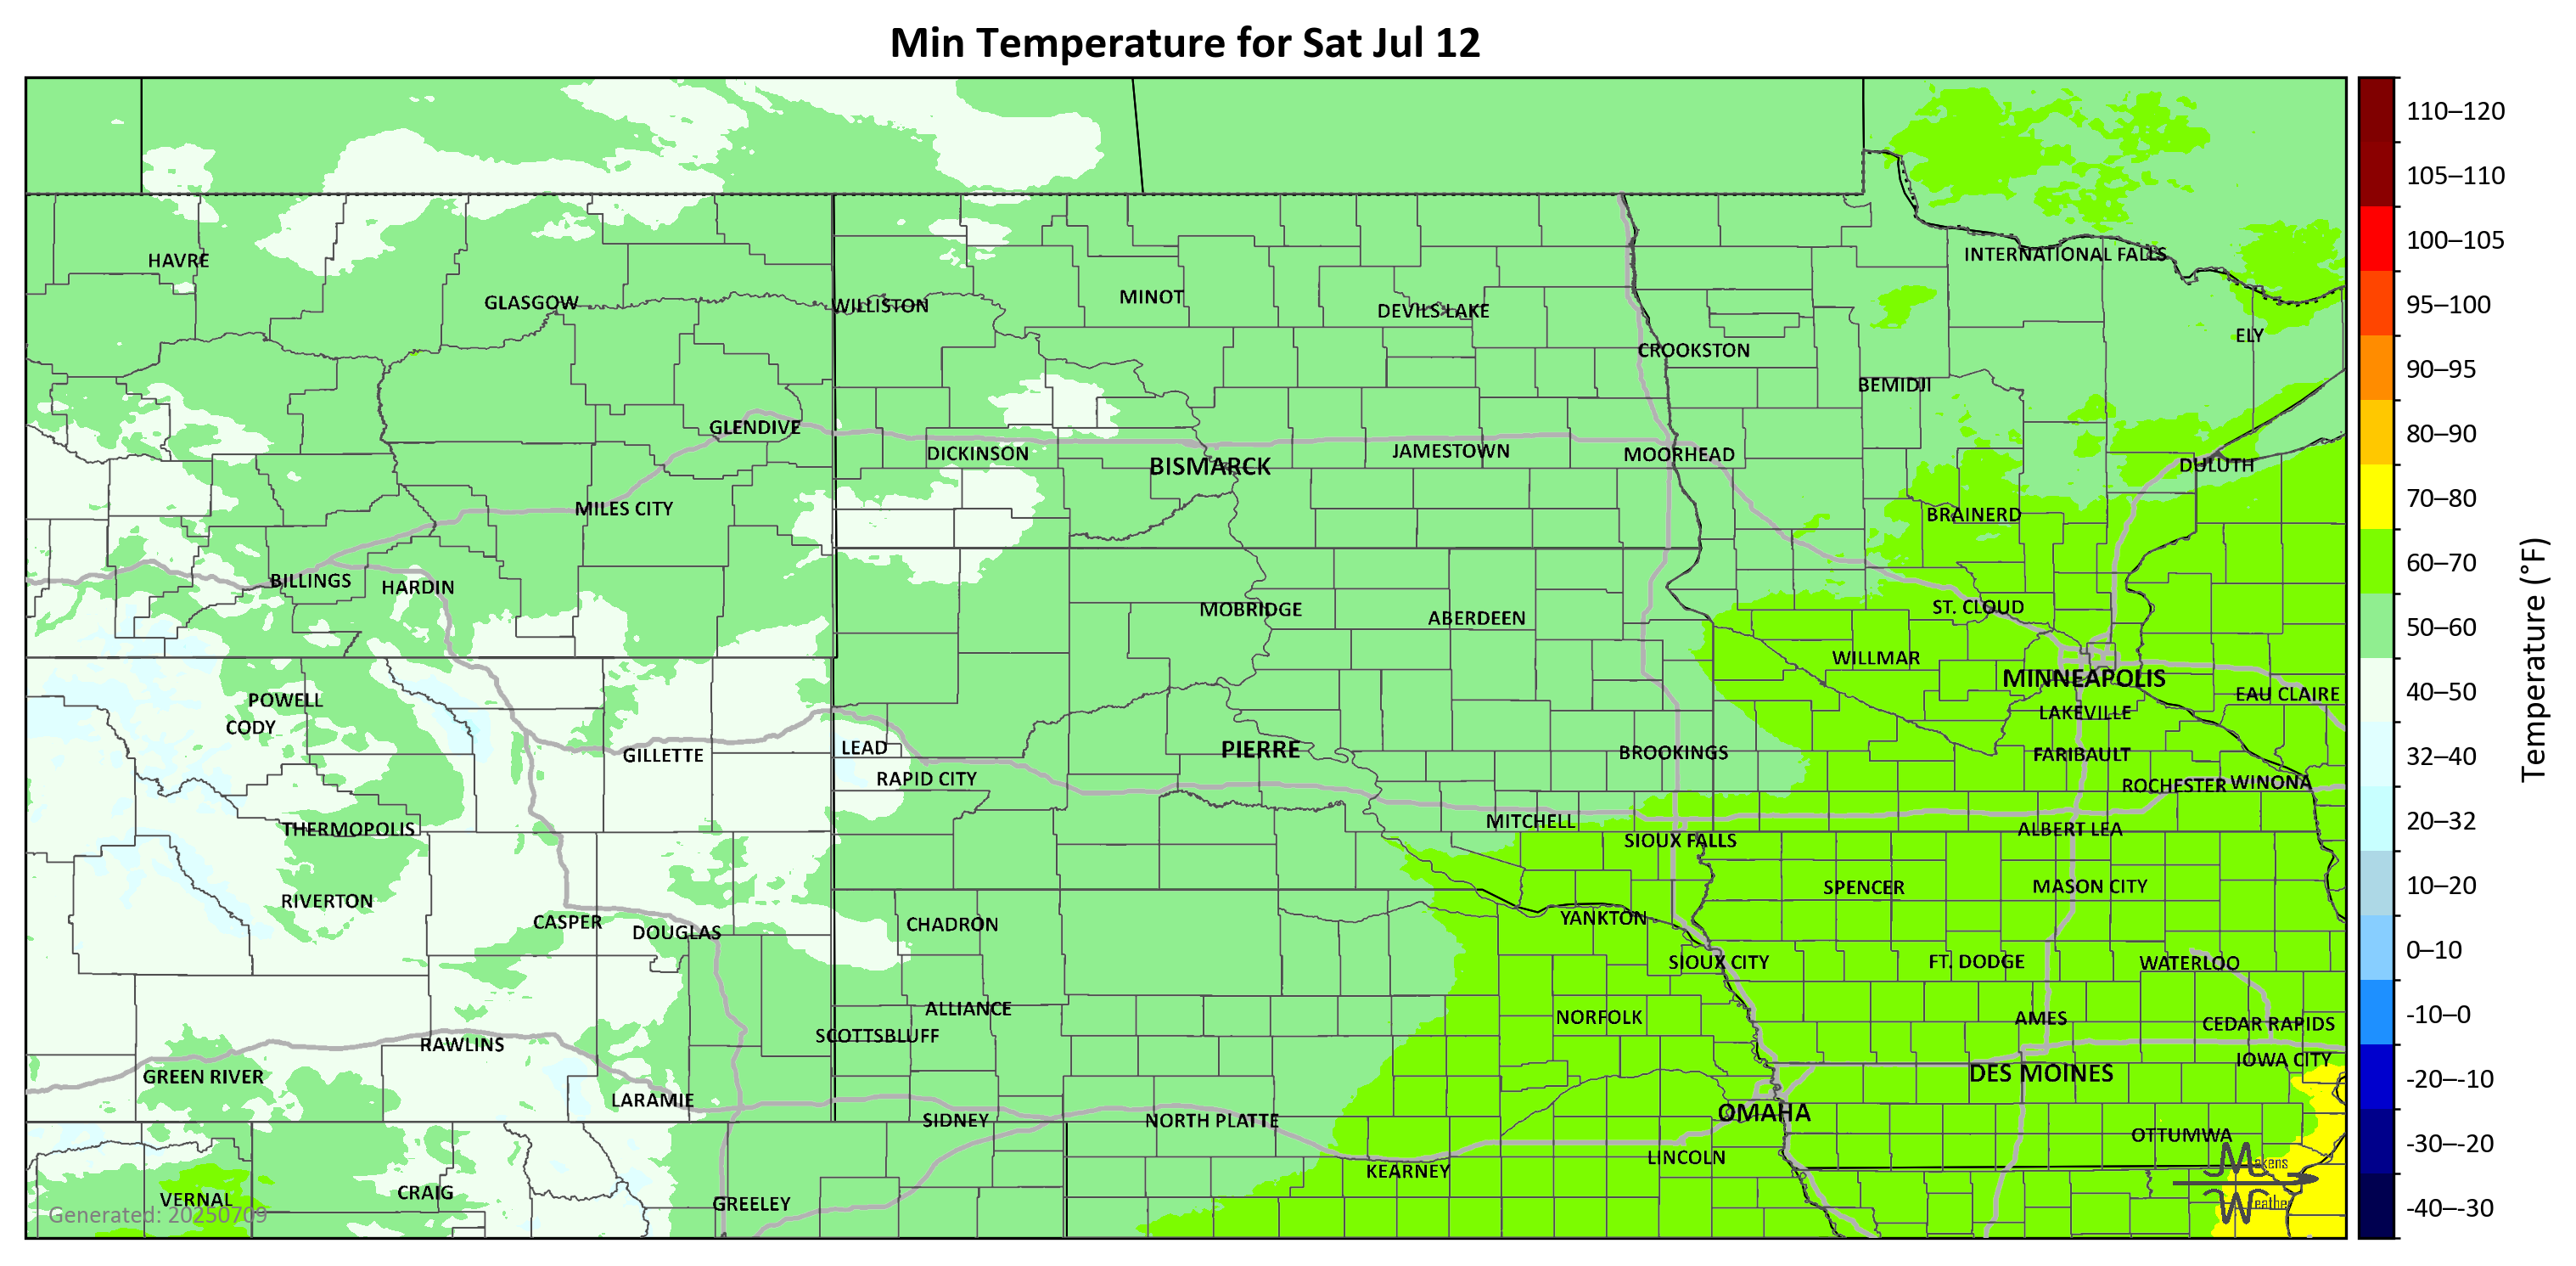 Min Temperature for Sat Jul 12
110–120
105–110
100–105
95–100
90–95
80–90
70–80
60–70
50–60
40–50
32–40
20–32
10–20
0–10
-10–0
-20–-10
-30–-20
-40–-30
Temperature (°F)
HAVRE
GLASGOW
WILLISTON
MINOT
DEVILS LAKE
INTERNATIONAL FALLS
ELY
CROOKSTON
BEMIDJI
GLENDIVE
DICKINSON
BISMARCK
JAMESTOWN
MOORHEAD
DULUTH
MILES CITY
BRAINERD
BILLINGS
HARDIN
MOBRIDGE
ABERDEEN
ST. CLOUD
WILLMAR
MINNEAPOLIS
EAU CLAIRE
POWELL
CODY
LAKEVILLE
GILLETTE
LEAD
PIERRE
BROOKINGS
FARIBAULT
RAPID CITY
ROCHESTER
WINONA
THERMOPOLIS
MITCHELL
SIOUX FALLS
ALBERT LEA
RIVERTON
SPENCER
MASON CITY
CASPER
DOUGLAS
CHADRON
YANKTON
SIOUX CITY
FT. DODGE
WATERLOO
ALLIANCE
NORFOLK
AMES
CEDAR RAPIDS
SCOTTSBLUFF
RAWLINS
IOWA CITY
GREEN RIVER
DES MOINES
LARAMIE
SIDNEY
NORTH PLATTE
OMAHA
OTTUMWA
KEARNEY
LINCOLN
VERNAL
CRAIG
GREELEY
Generated: 20250709
Makens
Weather